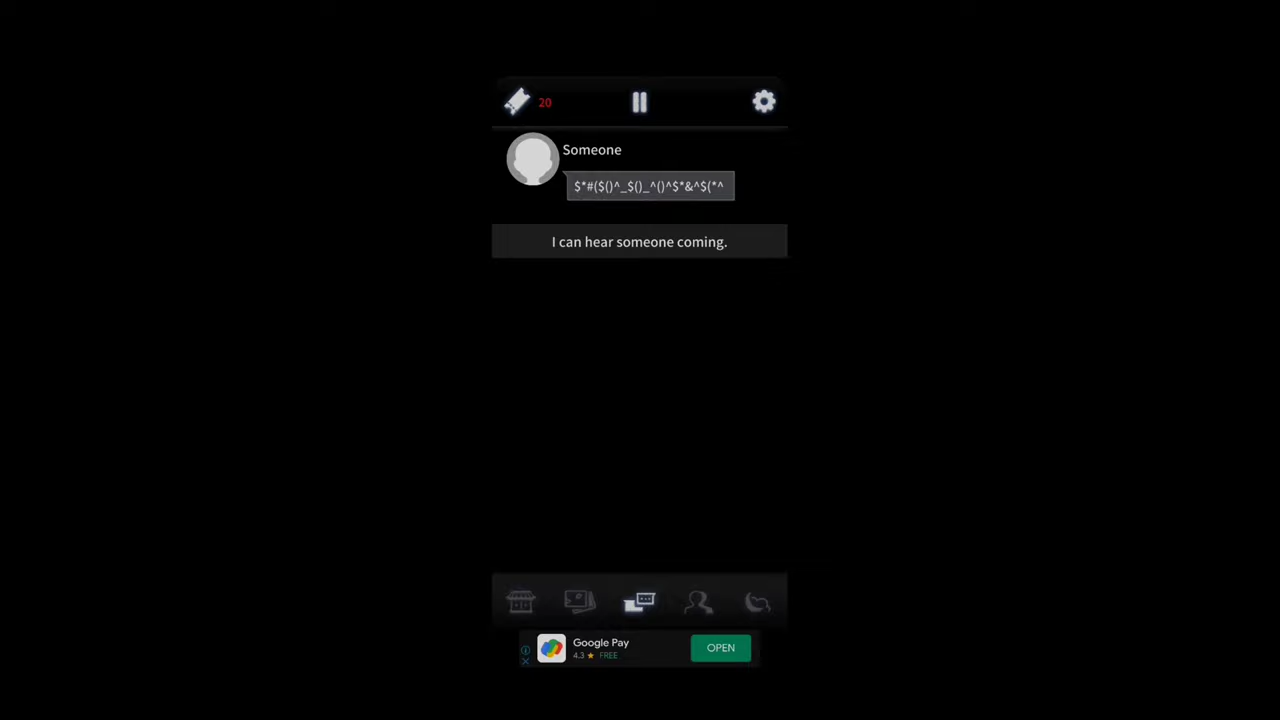 20
Someone
$*#($()^_$()_^()^$*&^$(*^
I can hear someone coming.
Google Pay
4.3 ★ FREE
OPEN